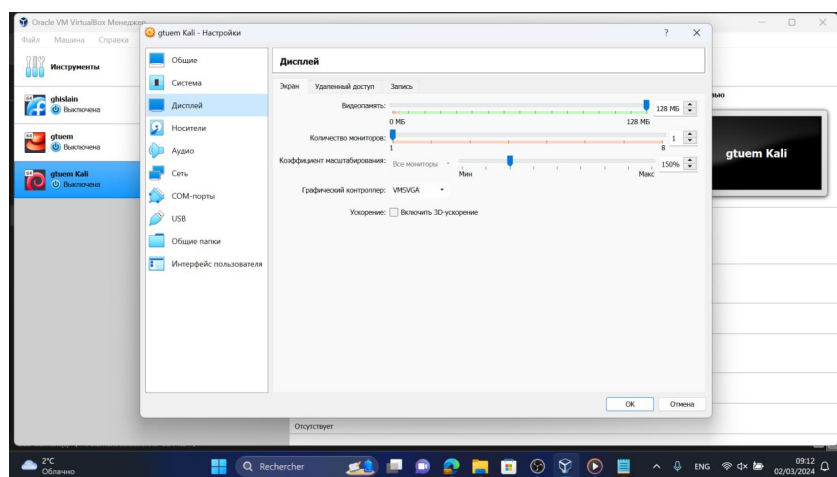 Oracle VM VirtualBox Менеджер
Файл Машина Справка
Инструменты
ghislain
Выключена
gtuem
Выключена
gtuem Kali
Выключена
gtuem Kali - Настройки
?
Общие
Система
Дисплей
Носители
Аудио
Сеть
COM-порты
USB
Общие папки
Интерфейс пользователя
Дисплей
Экран Удаленный доступ Запись
Видеопамять: 128 МБ
0 МБ 128 МБ
Количество мониторов: 1
1 8
Коэффициент масштабирования: Все мониторы 150%
Мин Макс
Графический контроллер: VMSVGA
Ускорение: Включить 3D-ускорение
OK Отмена
gtuem Kali
Отсутствует
2°C
Облачно
Rechercher
ENG
09:12
02/03/2024